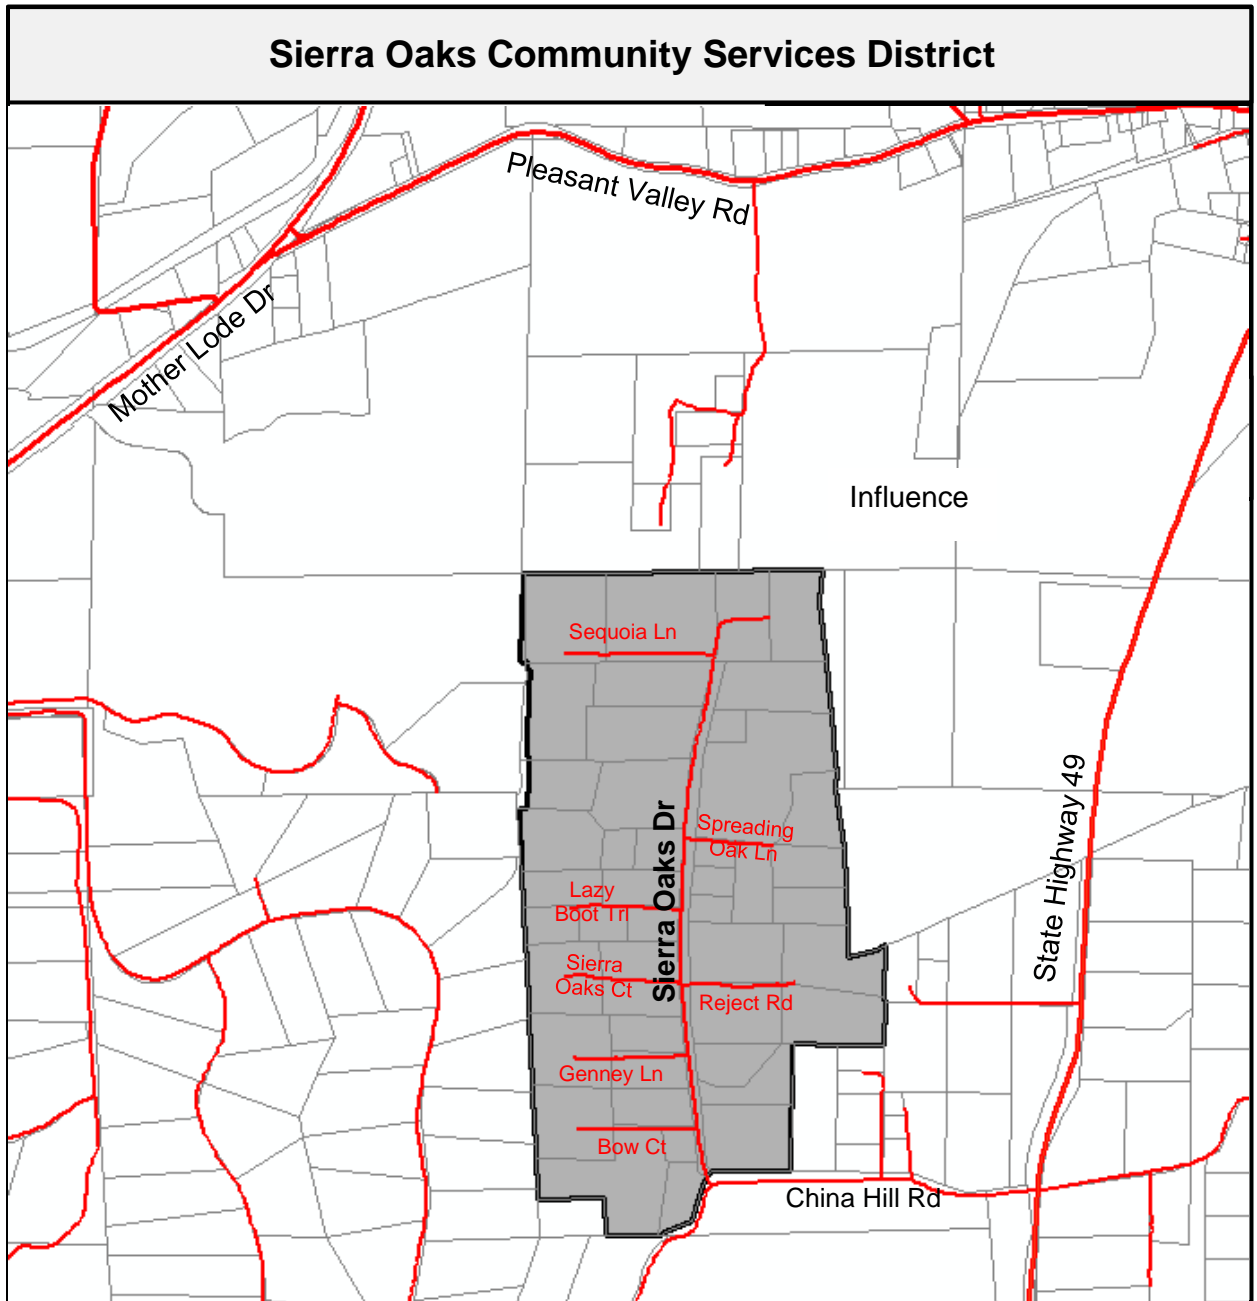 Sierra Oaks Community Services District
Pleasant Valley Rd
Mother Lode Dr
Influence
Sequoia Ln
State Highway 49
Sierra Oaks Dr
Spreading
Oak Ln
Lazy
Boot Trl
Sierra
Oaks Ct
Reject Rd
Genney Ln
Bow Ct
China Hill Rd